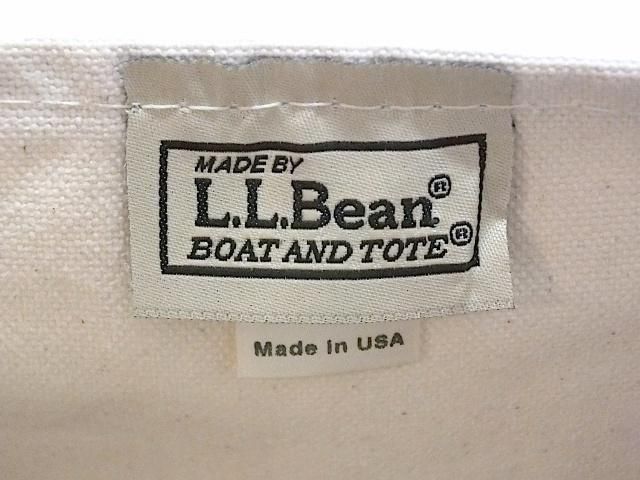 MADE BY
L.L.Bean®
BOAT AND TOTE®
Made in USA